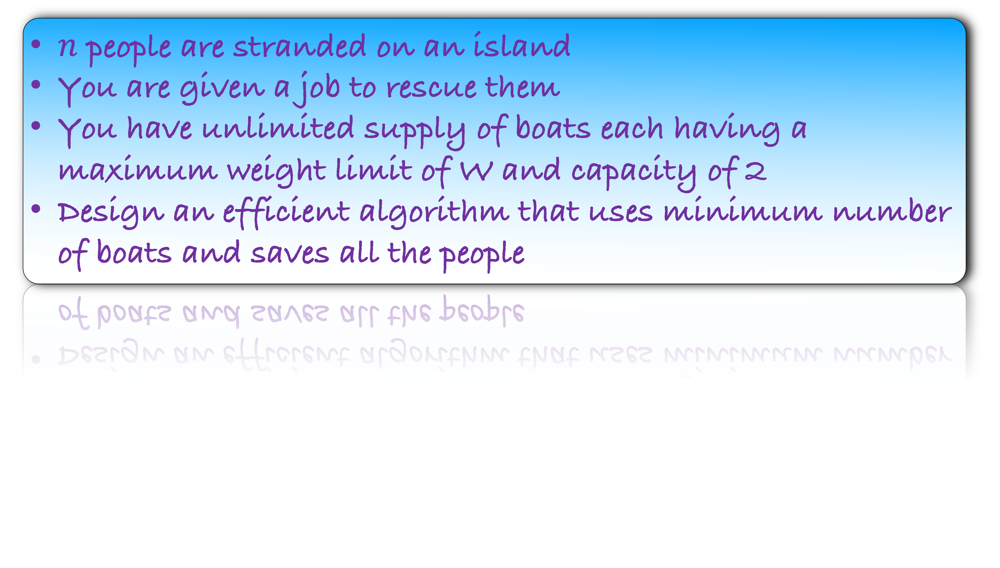 • n people are stranded on an island
• You are given a job to rescue them
• You have unlimited supply of boats each having a
maximum weight limit of W and capacity of 2
• Design an efficient algorithm that uses minimum number
of boats and saves all the people